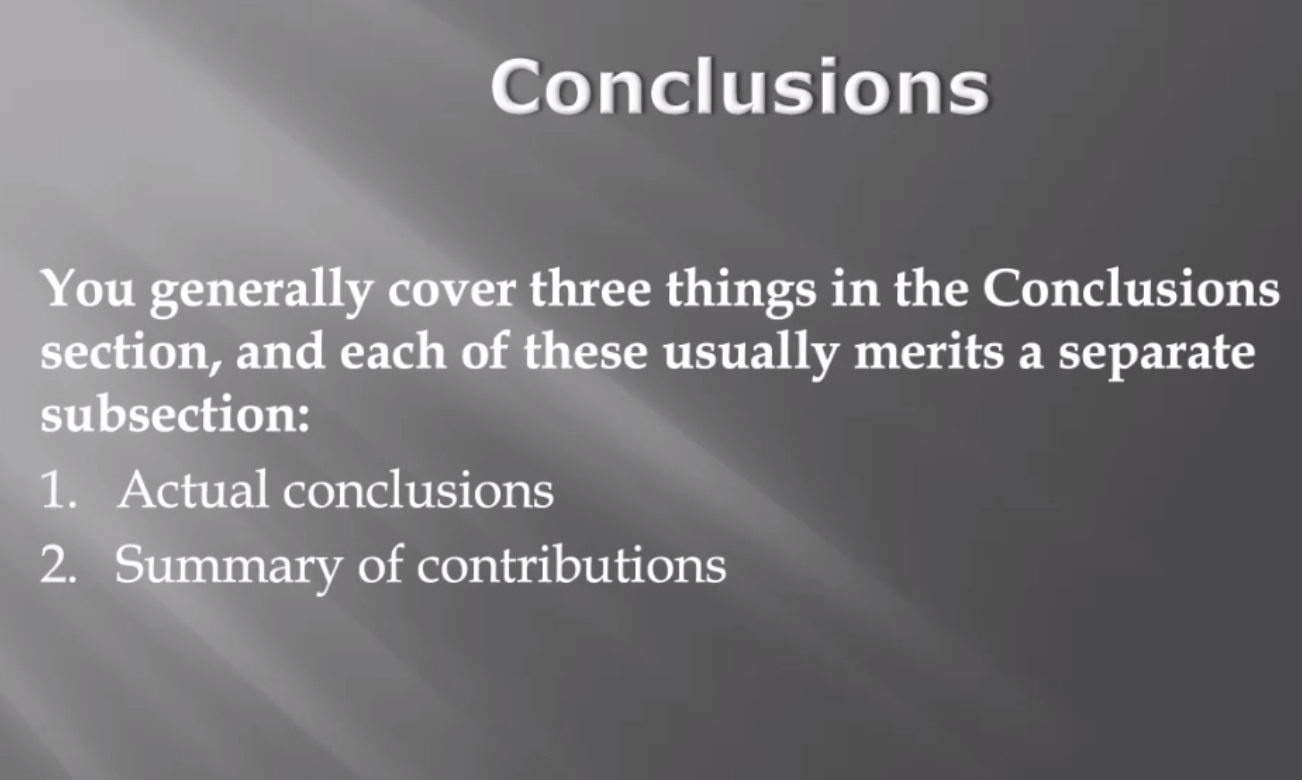 Conclusions
You generally cover three things in the Conclusions
section, and each of these usually merits a separate
subsection:
1. Actual conclusions
2. Summary of contributions